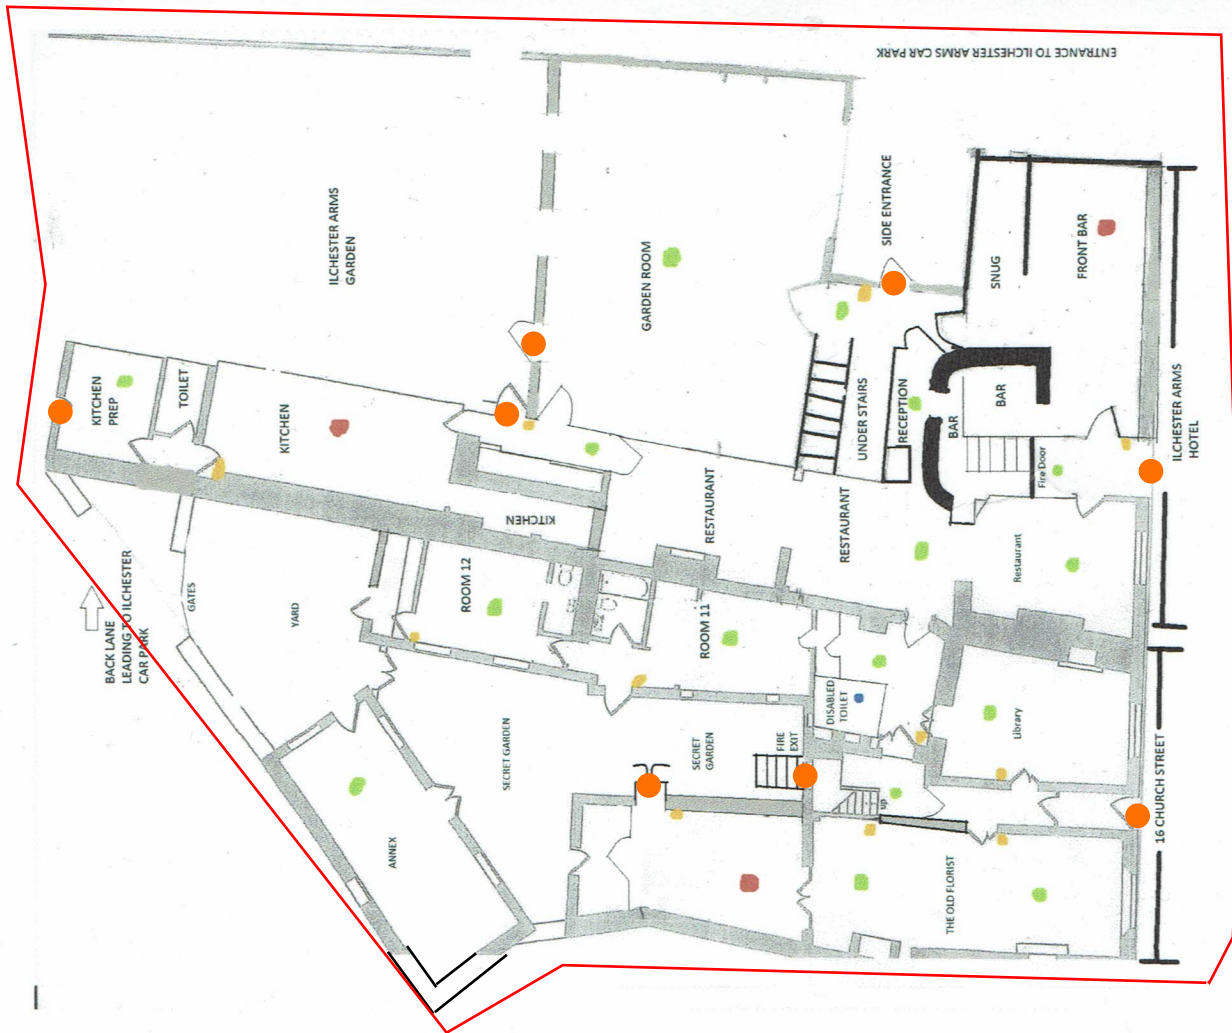 ENTRANCE TO ILCHESTER ARMS CAR PARK
ILCHESTER ARMS
GARDEN
SIDE ENTRANCE
GARDEN ROOM
SNUG
FRONT BAR
KITCHEN
PREP
TOILET
KITCHEN
UNDER STAIRS
RECEPTION
BAR
BAR
ILCHESTER ARMS
HOTEL
Fire Door
RESTAURANT
RESTAURANT
KITCHEN
Restaurant
BACK LANE
LEADING TO ILCHESTER
CAR PARK
GATES
YARD
ROOM 12
ROOM 11
DISABLED
TOILET
Library
SECRET GARDEN
SECRET
GARDEN
FIRE
EXIT
up
16 CHURCH STREET
ANNEX
THE OLD FLORIST